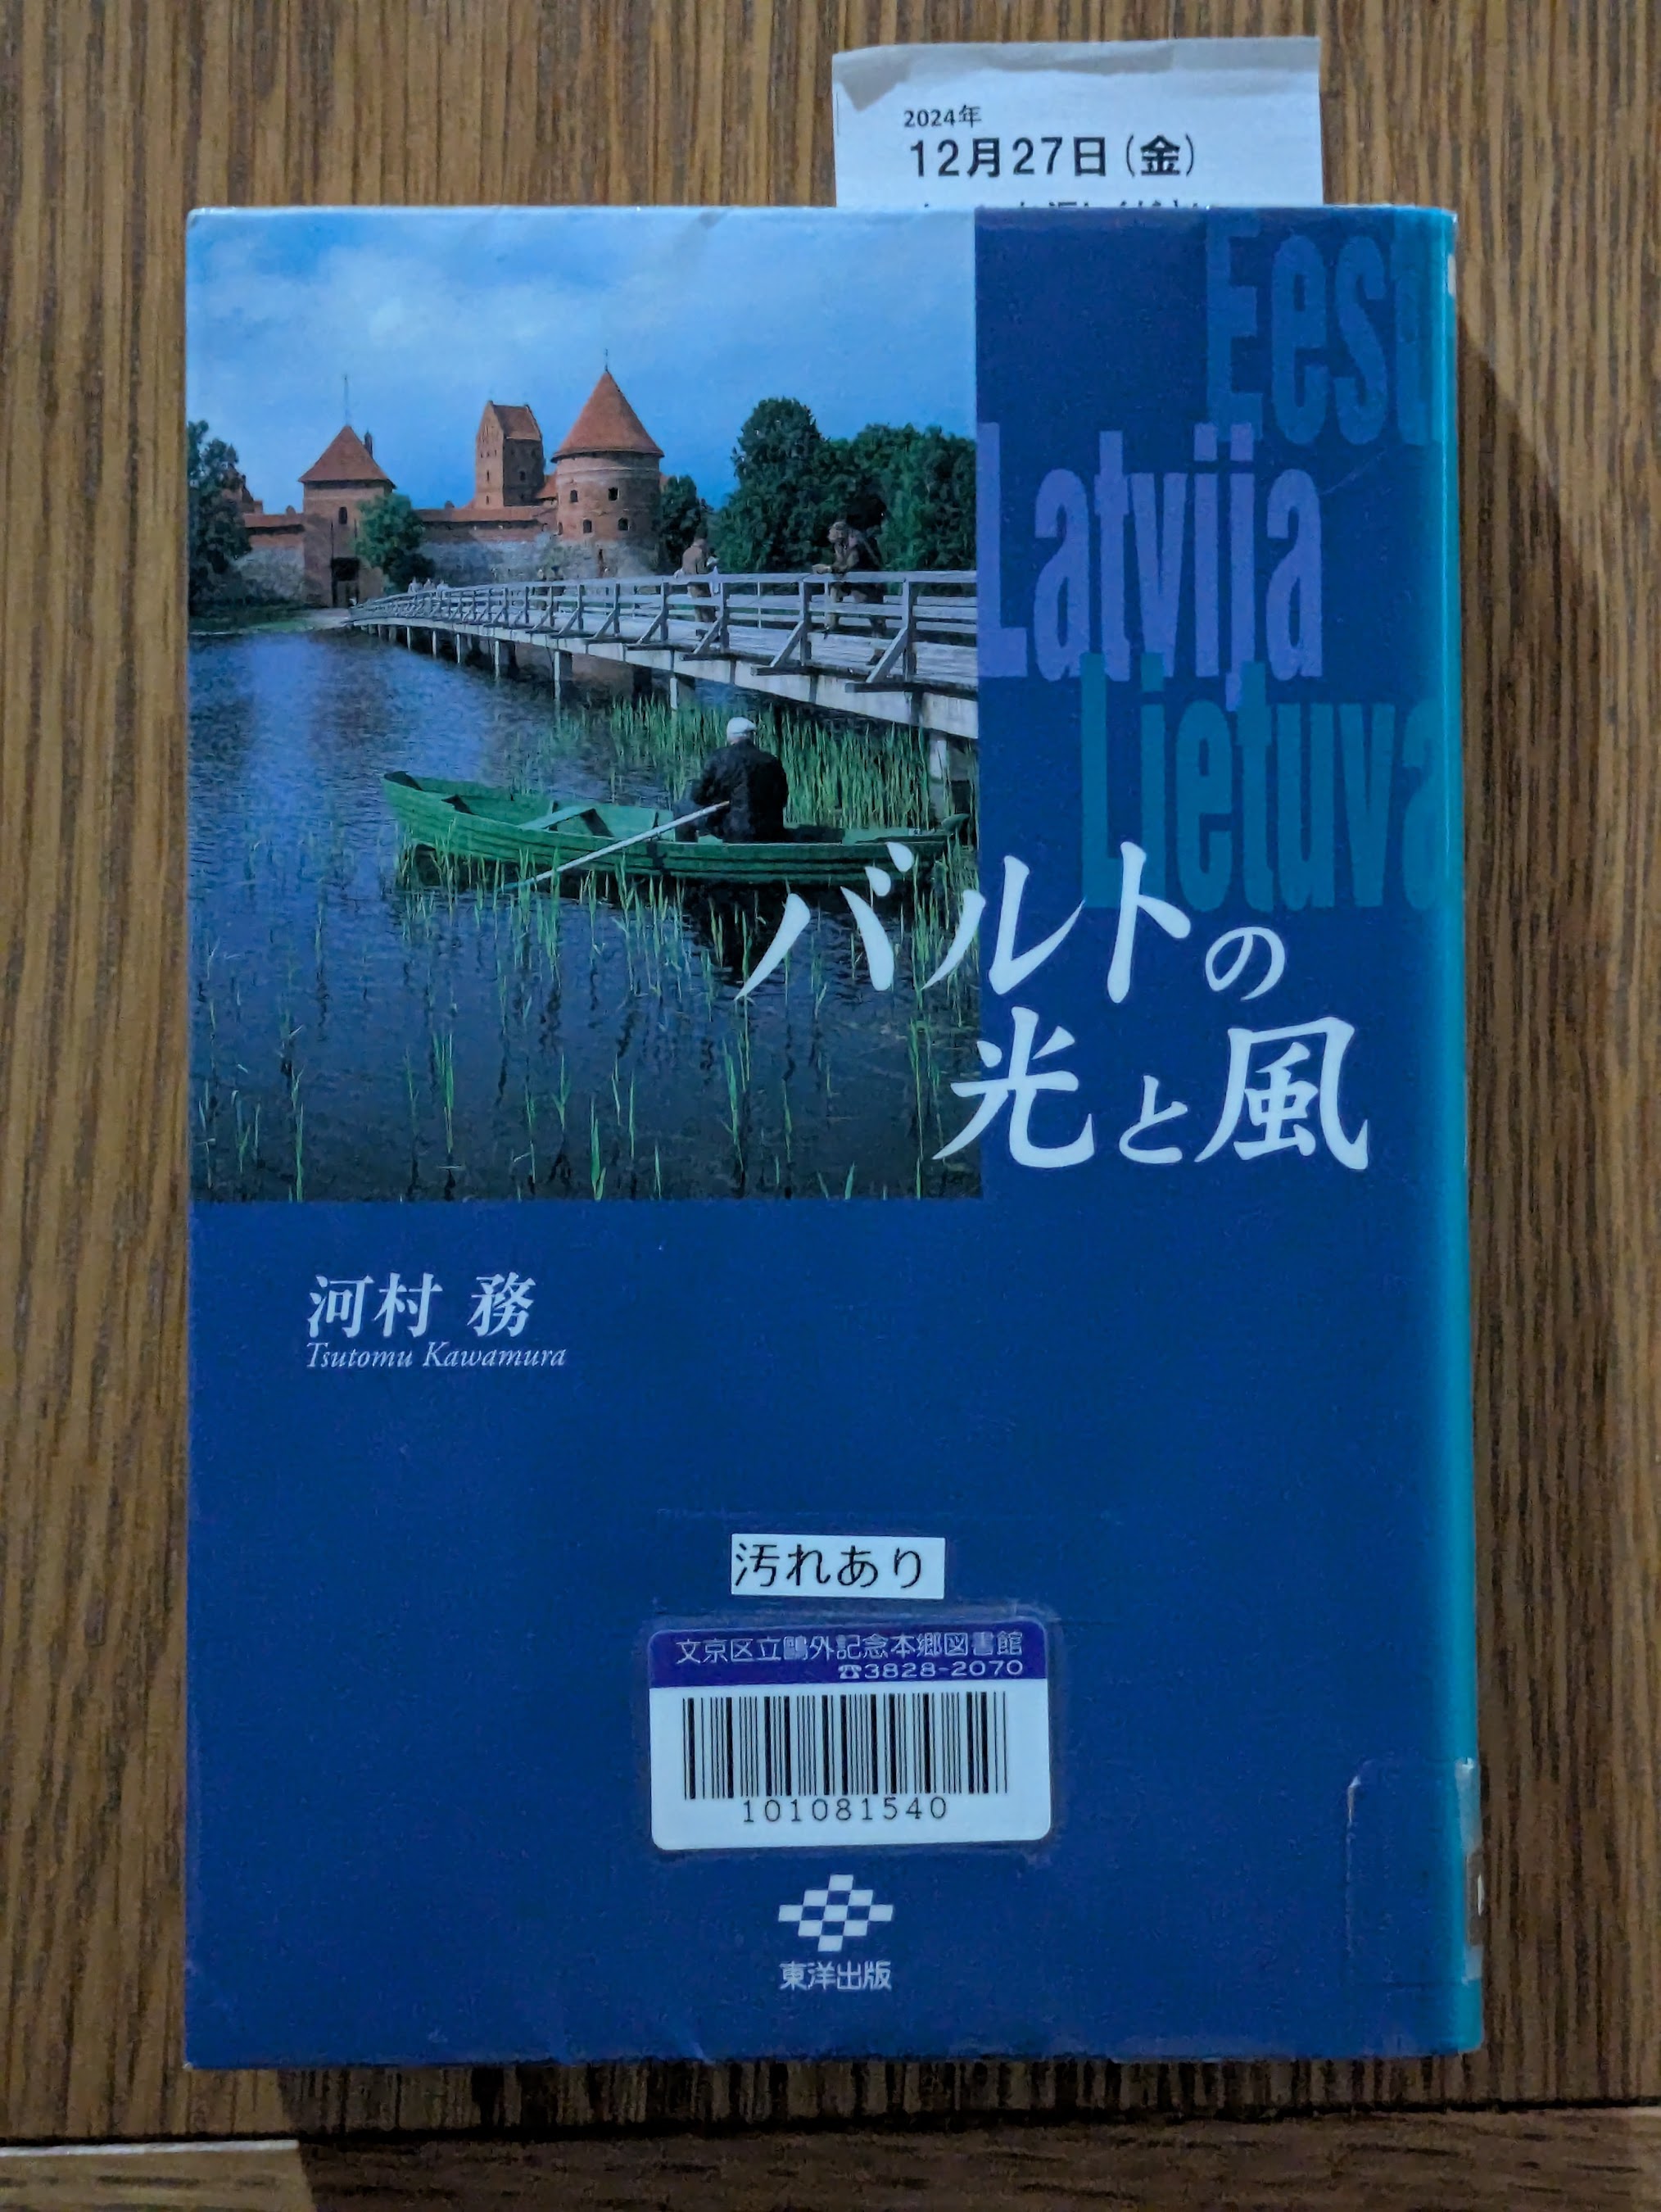 2024年
12月27日(金)
Eest
Latvija
Lietuva
バルトの
光と風
河村 務
Tsutomu Kawamura
汚れあり
文京区立鷗外記念本郷図書館
☎3828-2070
101081540
東洋出版